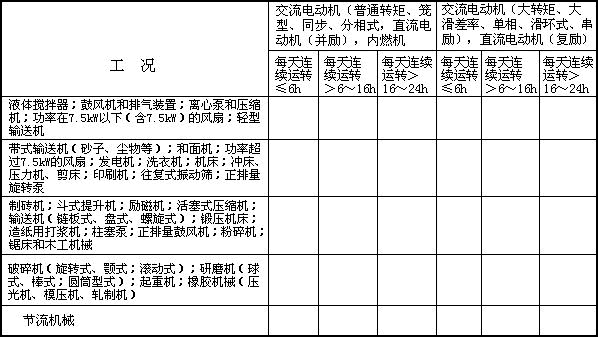 工 况
交流电动机（普通转矩、笼
型、同步、分相式，直流电
动机（并励），内燃机
交流电动机（大转矩、大
滑差率、单相、滑环式、串
励），直流电动机（复励）
每天连
续运转
≤6h
每天连
续运转
＞6～16h
每天连续
运转＞
16～24h
每天连
续运转
≤6h
每天连
续运转
＞6～16h
每天连续
运转＞
16～24h
液体搅拌器；鼓风机和排气装置；离心泵和压缩
机；功率在7.5kW以下（含7.5kW）的风扇；轻型
输送机
带式输送机（砂子、尘物等）；和面机；功率超
过7.5kW的风扇；发电机；洗衣机；机床；冲床、
压力机、剪床；印刷机；往复式振动筛；正排量
旋转泵
制砖机；斗式提升机；励磁机；活塞式压缩机；
输送机（链板式、盘式、螺旋式）；锻压机床；
造纸用打浆机；柱塞泵；正排量鼓风机；粉碎机；
锯床和木工机械
破碎机（旋转式、颚式；滚动式）；研磨机（球
式、棒式；圆筒型式）；起重机；橡胶机械（压
光机、模压机、轧制机）
节流机械